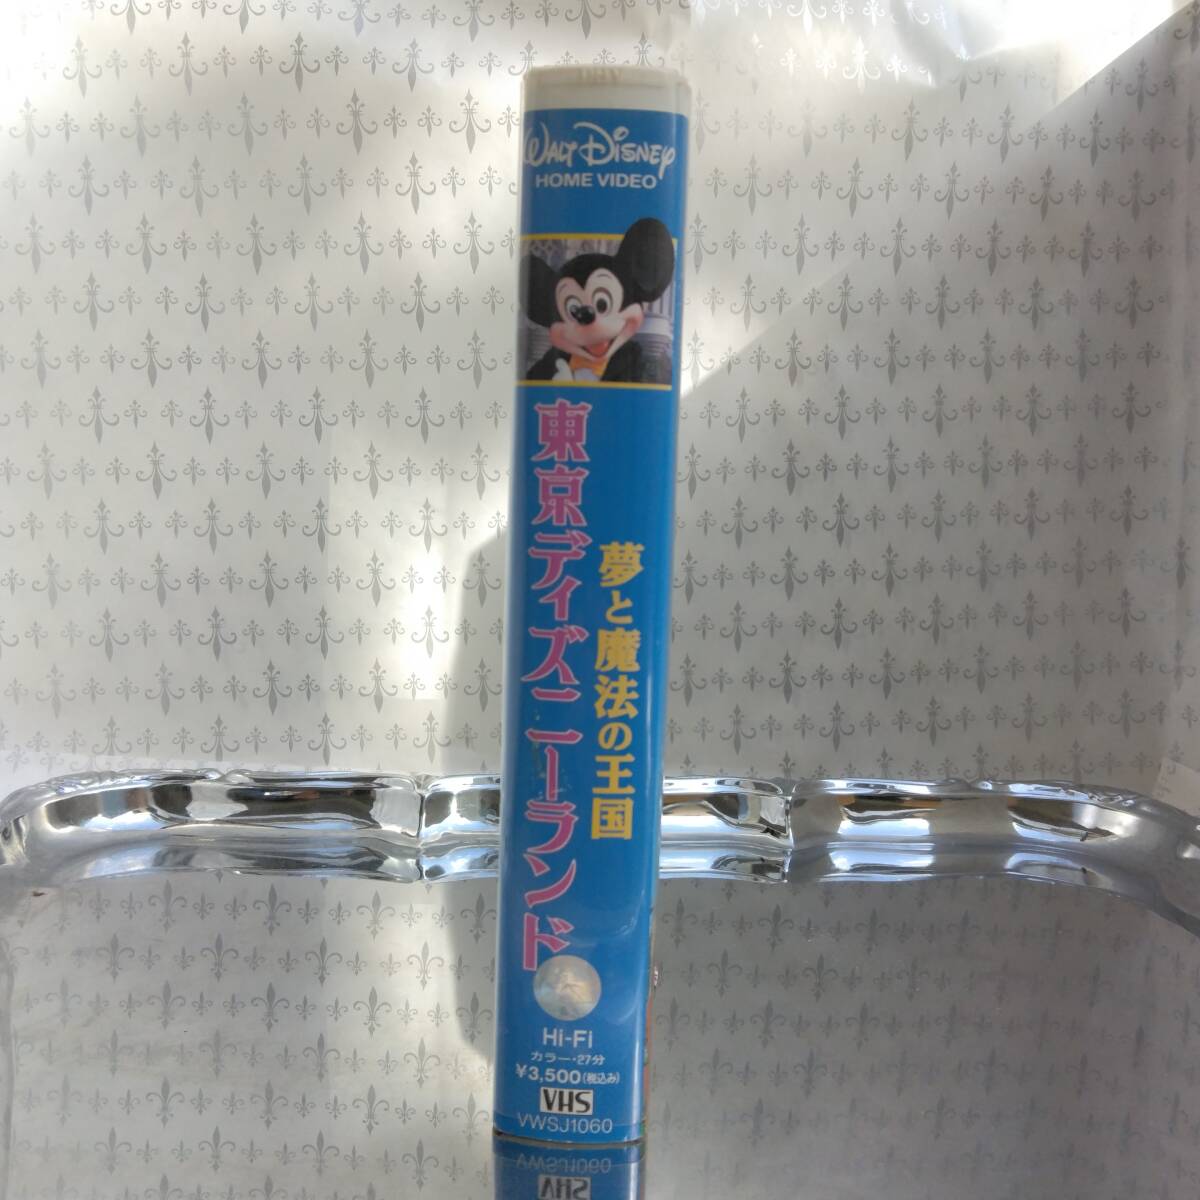 WALT DISNEY
HOME VIDEO
東京ディズニーランド
夢と魔法の王国
Hi-Fi
カラー・27分
¥3,500(税込み)
VHS
VWSJ1060